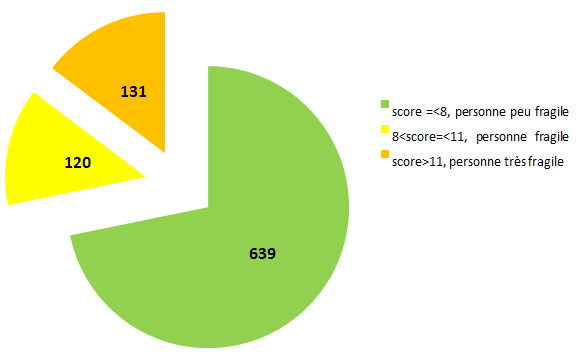 131
120
639
score =<8, personne peu fragile
8<score=<11, personne fragile
score>11, personne très fragile